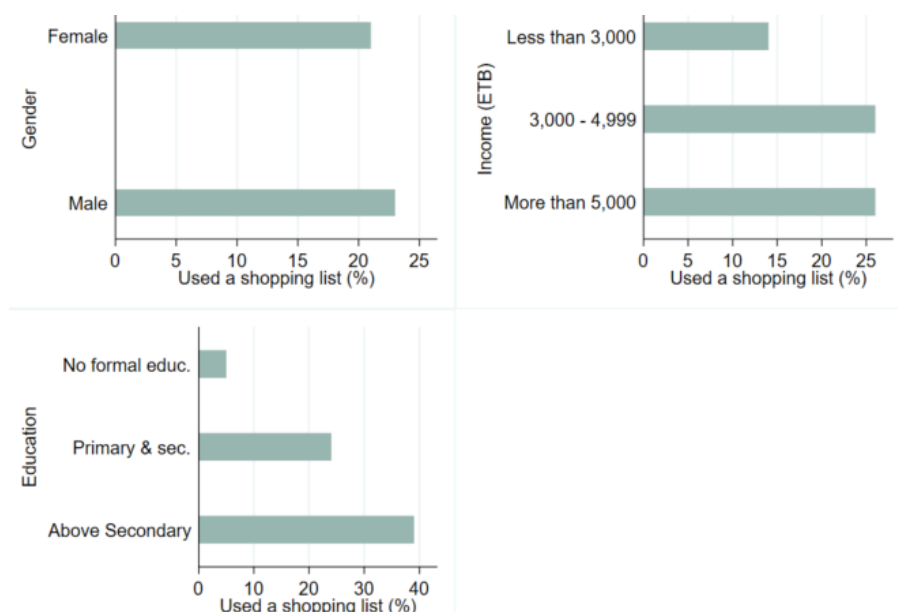 Female
Gender
Male
0 5 10 15 20 25
Used a shopping list (%)
Less than 3,000
Income (ETB)
3,000 - 4,999
More than 5,000
0 5 10 15 20 25
Used a shopping list (%)
No formal educ.
Education
Primary & sec.
Above Secondary
0 10 20 30 40
Used a shopping list (%)